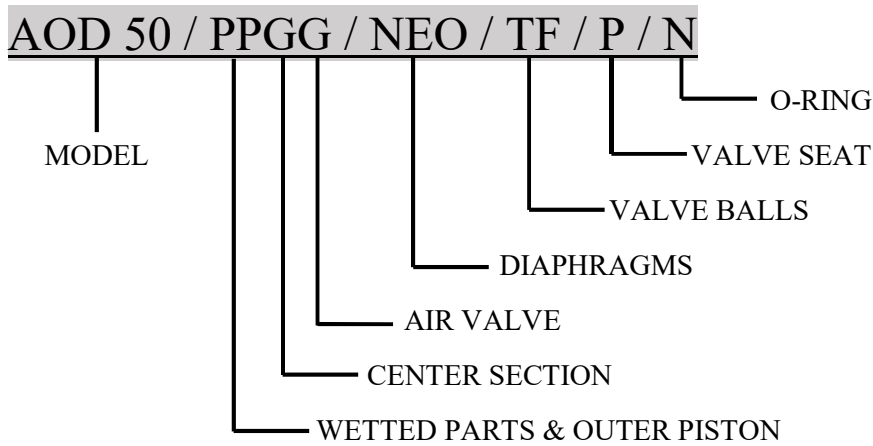 AOD 50 / PPGG / NEO / TF / P / N
O-RING
MODEL
VALVE SEAT
VALVE BALLS
DIAPHRAGMS
AIR VALVE
CENTER SECTION
WETTED PARTS & OUTER PISTON